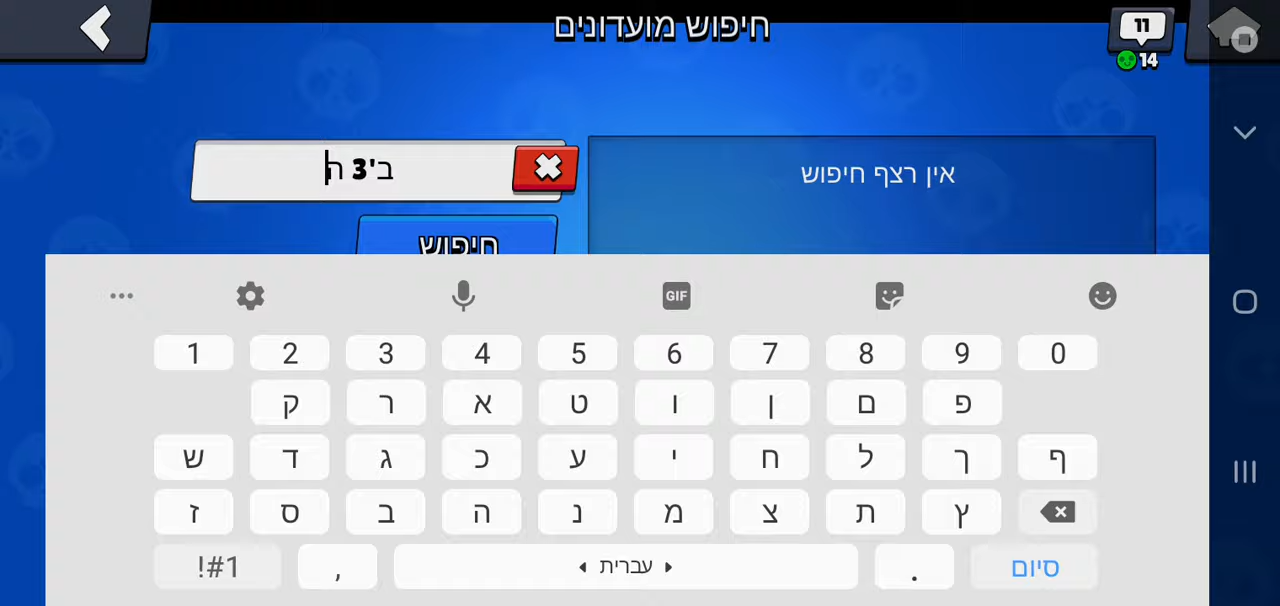 חיפוש מועדונים
11
14
ב'3 ה
אין רצף חיפוש
חיפוש
GIF
1 2 3 4 5 6 7 8 9 0
ק ר א ט ו ן ם פ
ש ד ג כ ע י ח ל ך ף
ז ס ב ה נ מ צ ת ץ
!#1 , עברית . סיום